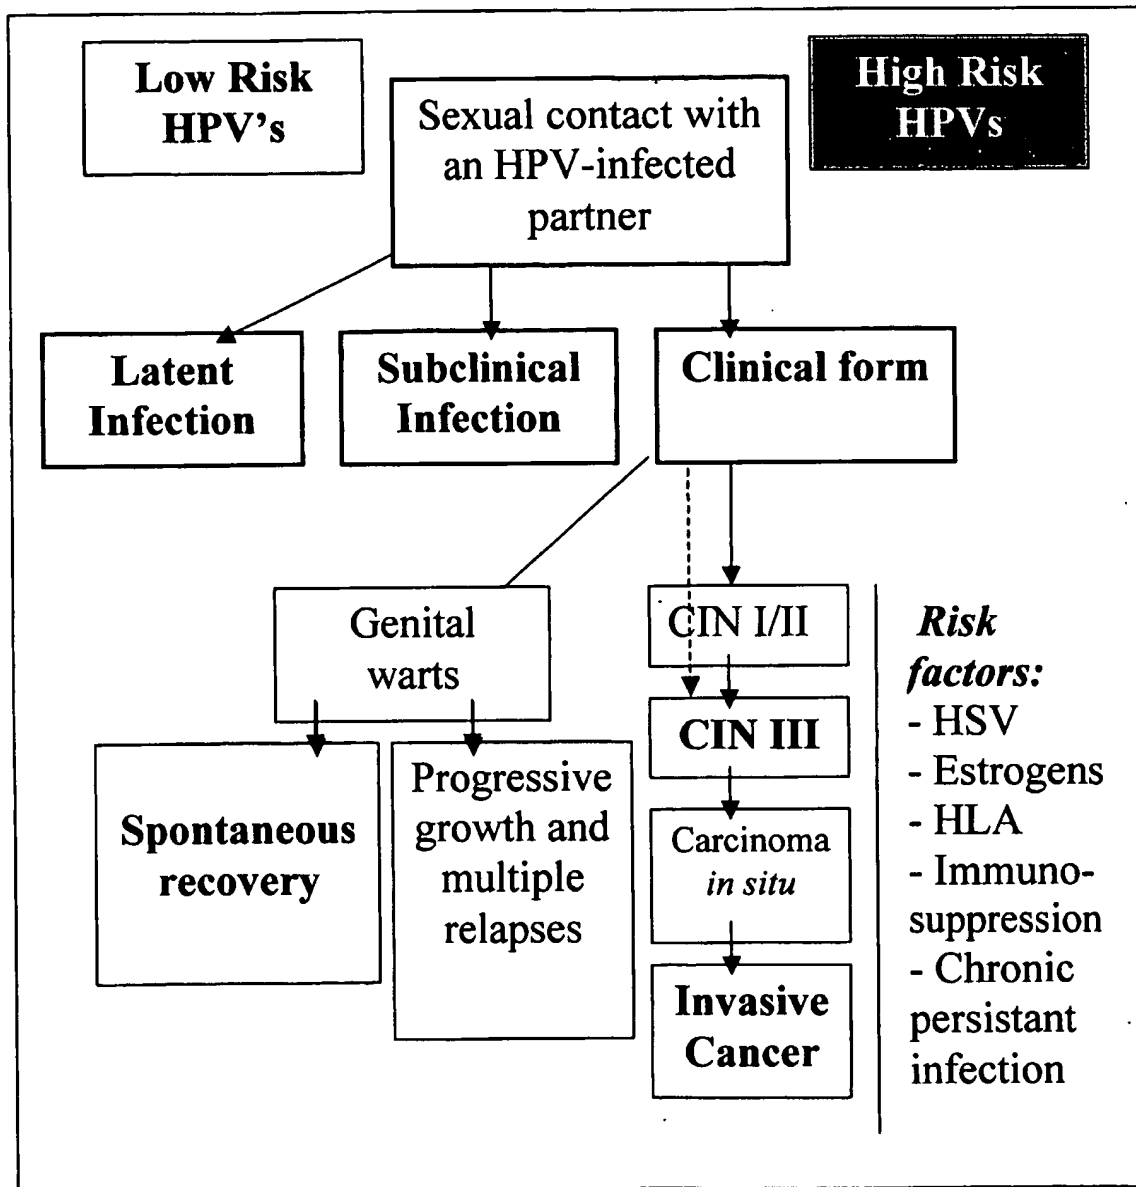 Low Risk
HPV's
Sexual contact with
an HPV-infected
partner
High Risk
HPVs
Latent
Infection
Subclinical
Infection
Clinical form
Genital
warts
CIN I/II
CIN III
Spontaneous
recovery
Progressive
growth and
multiple
relapses
Carcinoma
in situ
Invasive
Cancer
Risk
factors:
- HSV
- Estrogens
- HLA
- Immuno-
suppression
- Chronic
persistant
infection